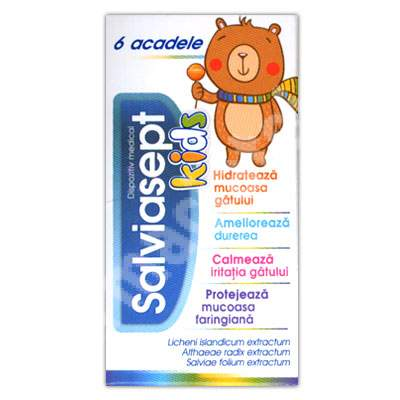 6 acadele
Salviasept
kids
Dispozitiv medical
Hidratează
mucoasa
gâtului
Ameliorează
durerea
Calmează
iritația gâtului
Protejează
mucoasa
faringiană
Licheni islandicum extractum
Althaeae radix extractum
Salviae folium extractum